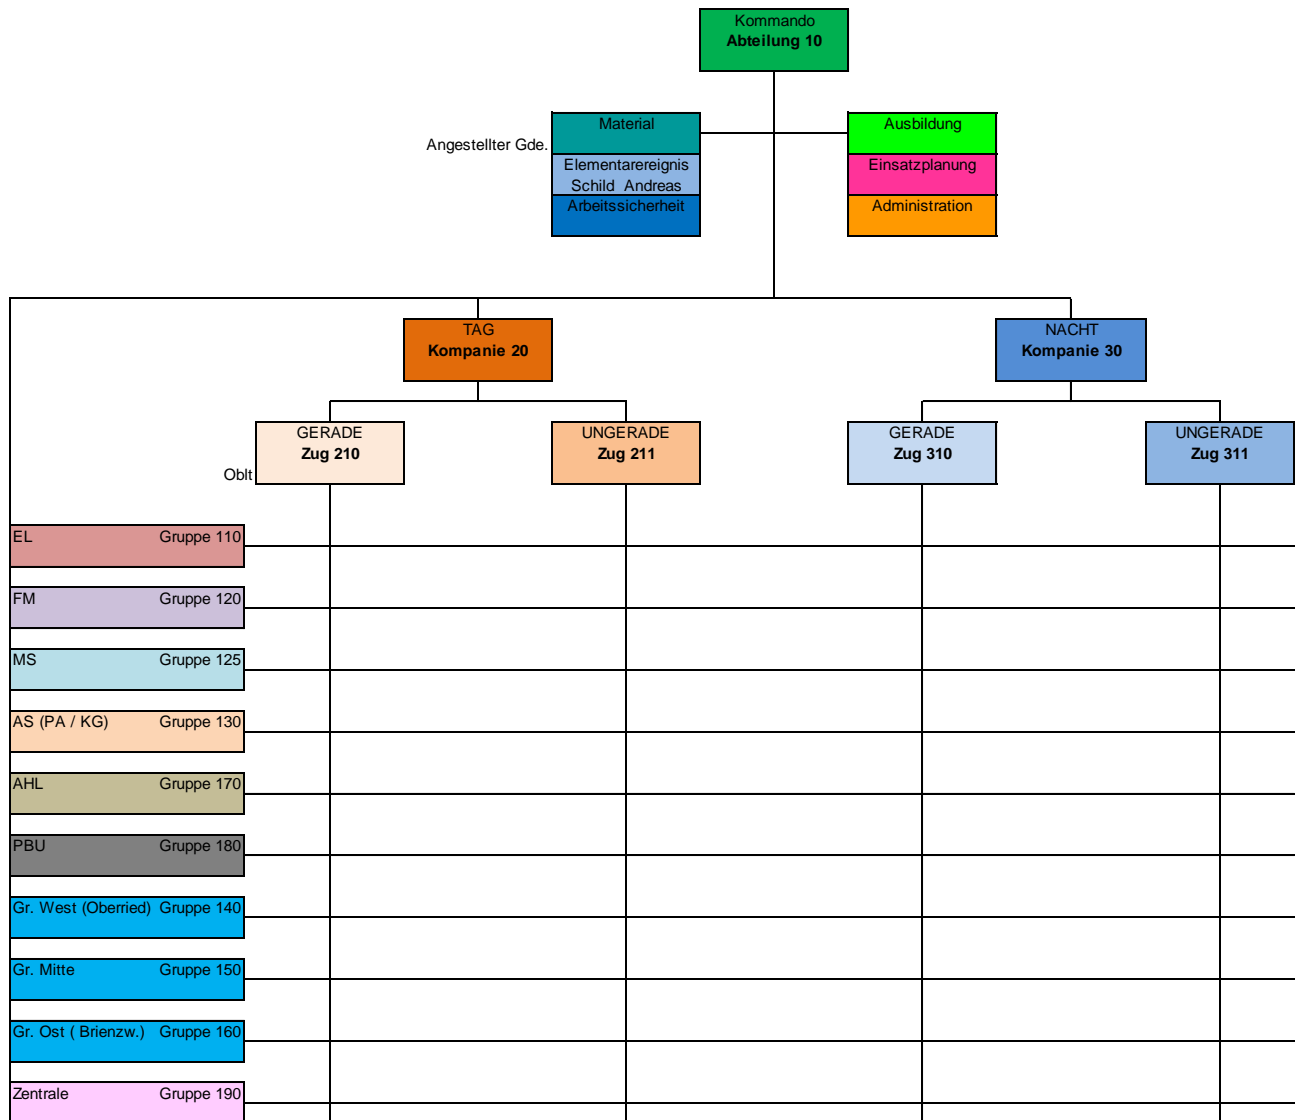 Kommando
Abteilung 10
Material
Ausbildung
Angestellter Gde.
Elementarereignis
Schild Andreas
Einsatzplanung
Arbeitssicherheit
Administration
TAG
Kompanie 20
NACHT
Kompanie 30
GERADE
Zug 210
UNGERADE
Zug 211
GERADE
Zug 310
UNGERADE
Zug 311
Oblt
EL Gruppe 110
FM Gruppe 120
MS Gruppe 125
AS (PA / KG) Gruppe 130
AHL Gruppe 170
PBU Gruppe 180
Gr. West (Oberried) Gruppe 140
Gr. Mitte Gruppe 150
Gr. Ost ( Brienzw.) Gruppe 160
Zentrale Gruppe 190